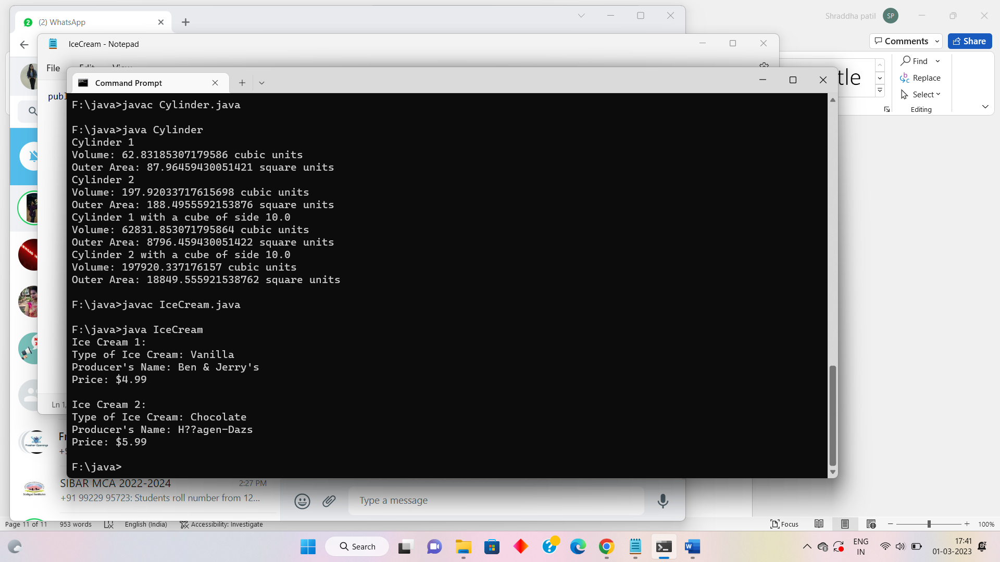 (2) WhatsApp
Shraddha patil SP
IceCream - Notepad
Comments
Share
File Edit View
Find
Replace
Select
Editing
Command Prompt
publ
F:\java>javac Cylinder.java
F:\java>java Cylinder
Cylinder 1
Volume: 62.83185307179586 cubic units
Outer Area: 87.96459430051421 square units
Cylinder 2
Volume: 197.92033717615698 cubic units
Outer Area: 188.4955592153876 square units
Cylinder 1 with a cube of side 10.0
Volume: 62831.853071795864 cubic units
Outer Area: 8796.459430051422 square units
Cylinder 2 with a cube of side 10.0
Volume: 197920.337176157 cubic units
Outer Area: 18849.555921538762 square units
F:\java>javac IceCream.java
F:\java>java IceCream
Ice Cream 1:
Type of Ice Cream: Vanilla
Producer's Name: Ben & Jerry's
Price: $4.99
Ice Cream 2:
Type of Ice Cream: Chocolate
Producer's Name: H??agen-Dazs
Price: $5.99
F:\java>
Ln 1,
SIBAR MCA 2022-2024 2:27 PM
+91 99229 95723: Students roll number from 12...
Type a message
Page 11 of 11 953 words English (India) Accessibility: Investigate
Focus 100%
Search
ENG
IN
17:41
01-03-2023